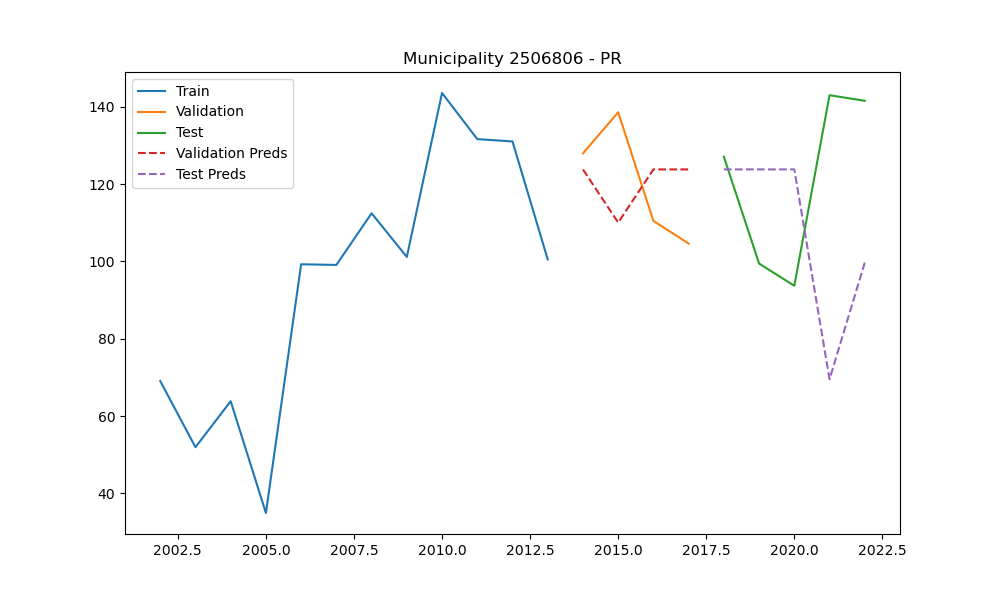 Municipality 2506806 - PR
Train
Validation
Test
Validation Preds
Test Preds
140
120
100
80
60
40
2002.5 2005.0 2007.5 2010.0 2012.5 2015.0 2017.5 2020.0 2022.5